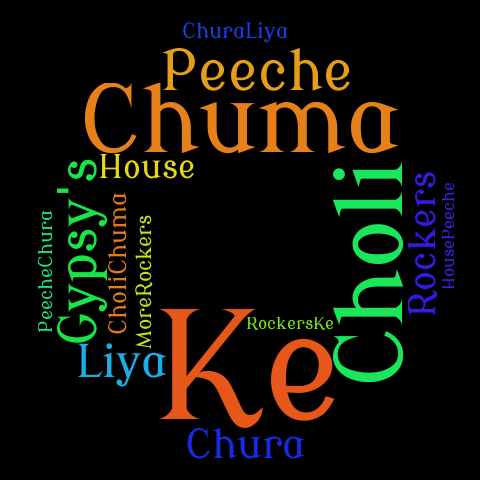 ChuraLiya
Peeche
Chuma
House
Gypsy's
PeecheChura
CholiChuma
MoreRockers
Choli
Rockers
HousePeeche
RockersKe
Ke
Liya
Chura